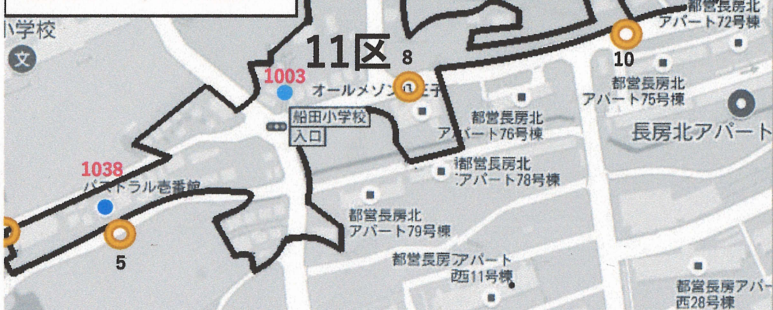 小学校
文
11区
8
10
1003
オールメゾン
船田小学校
入口
都営長房北
アパート72号棟
都営長房北
アパート75号棟
都営長房北
アパート76号棟
長房北アパート
都営長房北
アパート78号棟
1038
パストラル壱番館
5
都営長房北
アパート79号棟
都営長房アパート
西11号棟
都営長房アパー
西28号棟